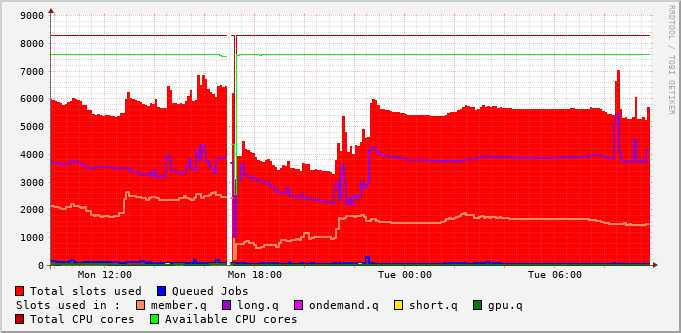 9000
8000
7000
6000
5000
4000
3000
2000
1000
0
Mon 12:00 Mon 18:00 Tue 00:00 Tue 06:00
RRDTOOL / TOBI OETIKER
Total slots used Queued Jobs
Slots used in : member.q long.q ondemand.q short.q gpu.q
Total CPU cores Available CPU cores